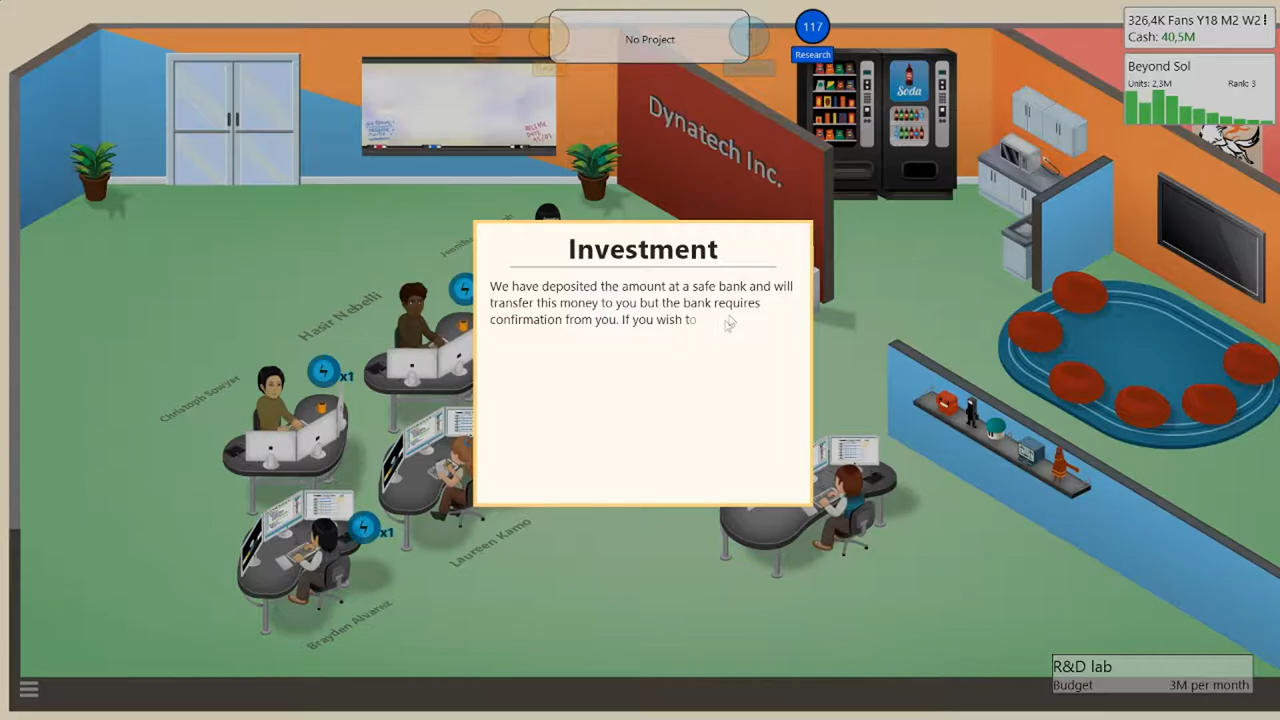 No Project
117
Research
326,4K Fans Y18 M2 W2
Cash: 40,5M
Beyond Sol
Units: 2,3M
Rank: 3
Soda
Dynatech Inc.
RELEASE
DATE
Investment
We have deposited the amount at a safe bank and will
transfer this money to you but the bank requires
confirmation from you. If you wish to
Hasir Nebelli
Christoph Sawyer
x1
Laureen Kamo
x1
Brayden Alvarez
R&D lab
Budget
3M per month